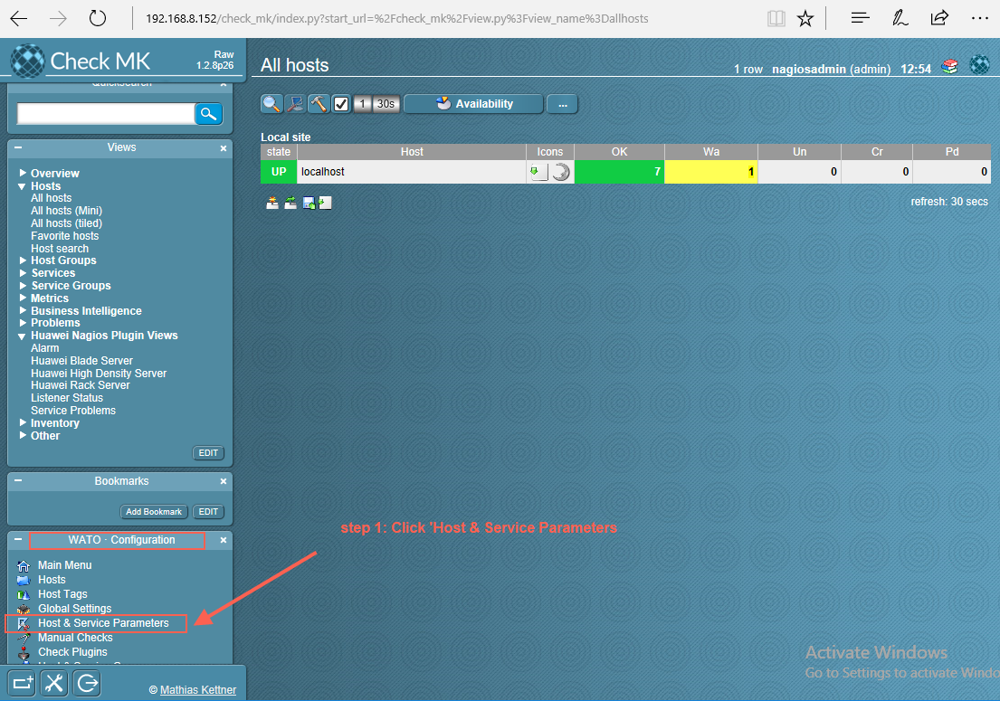 192.168.8.152/check_mk/index.py?start_url=%2Fcheck_mk%2Fview.py%3Fview_name%3Dallhosts
Check MK
Raw
1.2.8p26
All hosts
1 row nagiosadmin (admin) 12:54
Quicksearch
1 30s Availability ...
Views
Overview
Hosts
All hosts
All hosts (Mini)
All hosts (tiled)
Favorite hosts
Host search
Host Groups
Services
Service Groups
Metrics
Business Intelligence
Problems
Huawei Nagios Plugin Views
Alarm
Huawei Blade Server
Huawei High Density Server
Huawei Rack Server
Listener Status
Service Problems
Inventory
Other
EDIT
Local site
state Host Icons OK Wa Un Cr Pd
UP localhost 7 1 0 0 0
refresh: 30 secs
Bookmarks
Add Bookmark EDIT
step 1: Click 'Host & Service Parameters
WATO · Configuration
Main Menu
Hosts
Host Tags
Global Settings
Host & Service Parameters
Manual Checks
Check Plugins
© Mathias Kettner
Activate Windows
Go to Settings to activate Windo